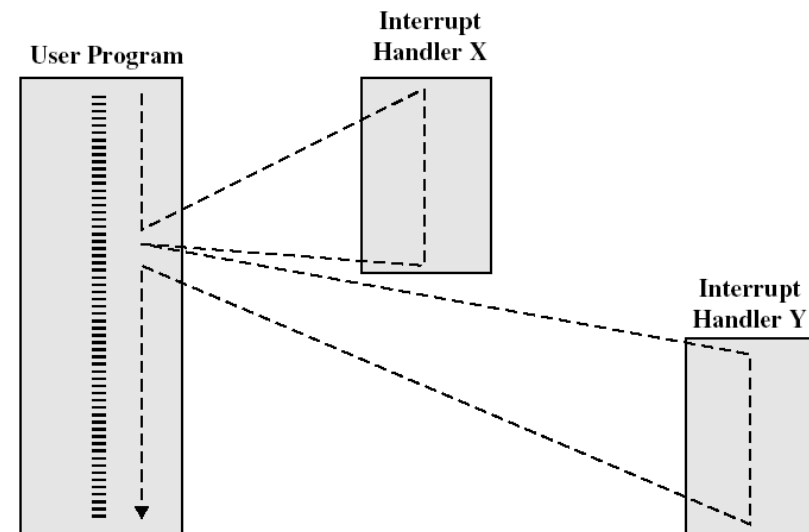 User Program
Interrupt
Handler X
Interrupt
Handler Y